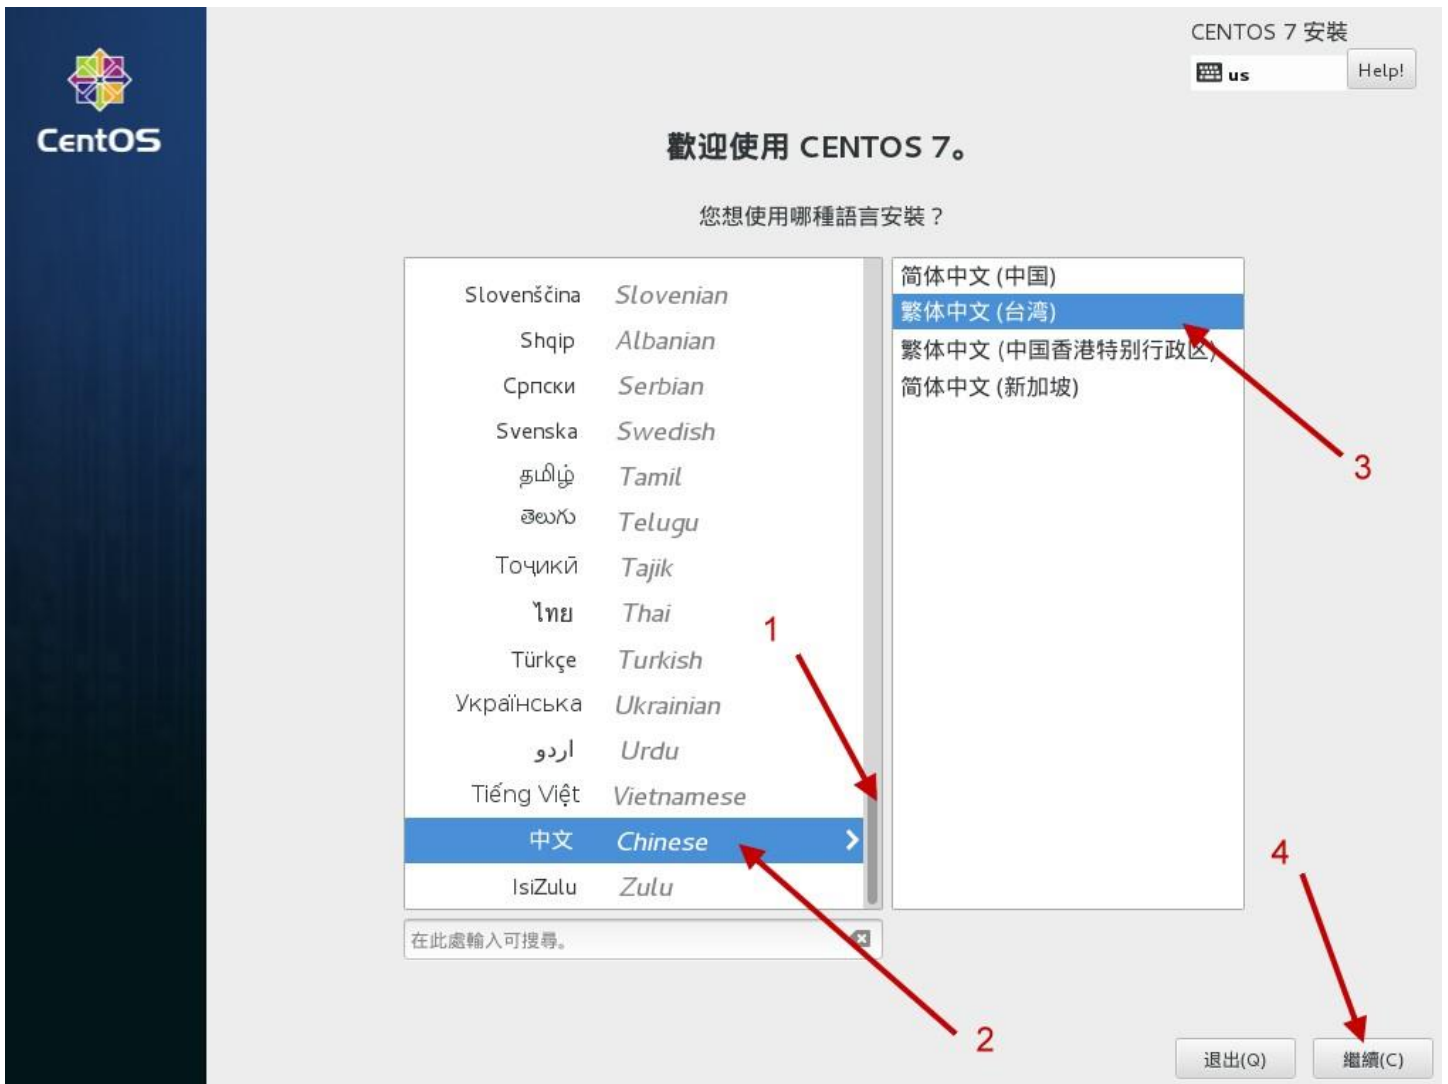 CentOS
CENTOS 7 安裝
us
Help!
歡迎使用 CENTOS 7。
您想使用哪種語言安裝？
Slovenščina Slovenian
Shqip Albanian
Српски Serbian
Svenska Swedish
தமிழ் Tamil
తెలుగు Telugu
Тоҷикӣ Tajik
ไทย Thai
Türkçe Turkish
Українська Ukrainian
اردو Urdu
Tiếng Việt Vietnamese
中文 Chinese
IsiZulu Zulu
在此處輸入可搜尋。
简体中文 (中国)
繁体中文 (台湾)
繁体中文 (中国香港特别行政区)
简体中文 (新加坡)
1
2
3
4
退出(Q)
繼續(C)